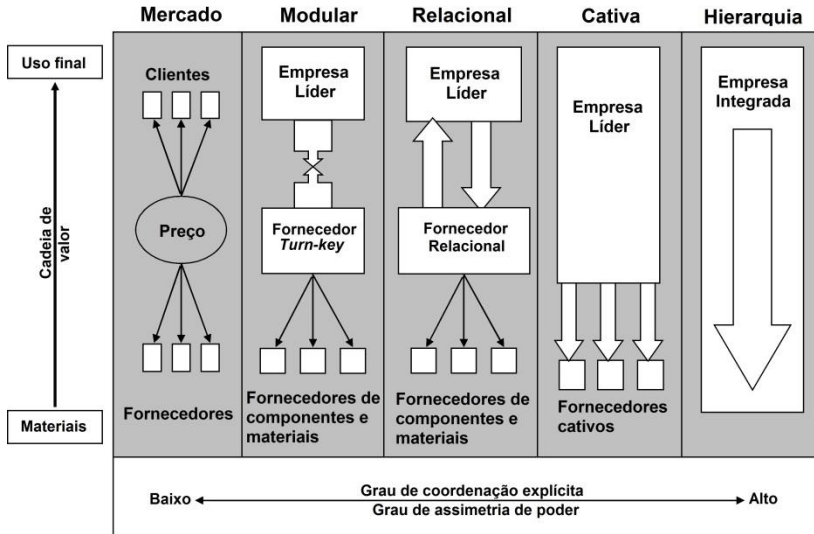 Mercado
Modular
Relacional
Cativa
Hierarquia
Uso final
Cadeia de
valor
Materiais
Clientes
Preço
Fornecedores
Empresa
Líder
Fornecedor
Turn-key
Fornecedores de
componentes e
materiais
Empresa
Líder
Fornecedor
Relacional
Fornecedores de
componentes e
materiais
Empresa
Líder
Fornecedores
cativos
Empresa
Integrada
Baixo
Grau de coordenação explícita
Grau de assimetria de poder
Alto